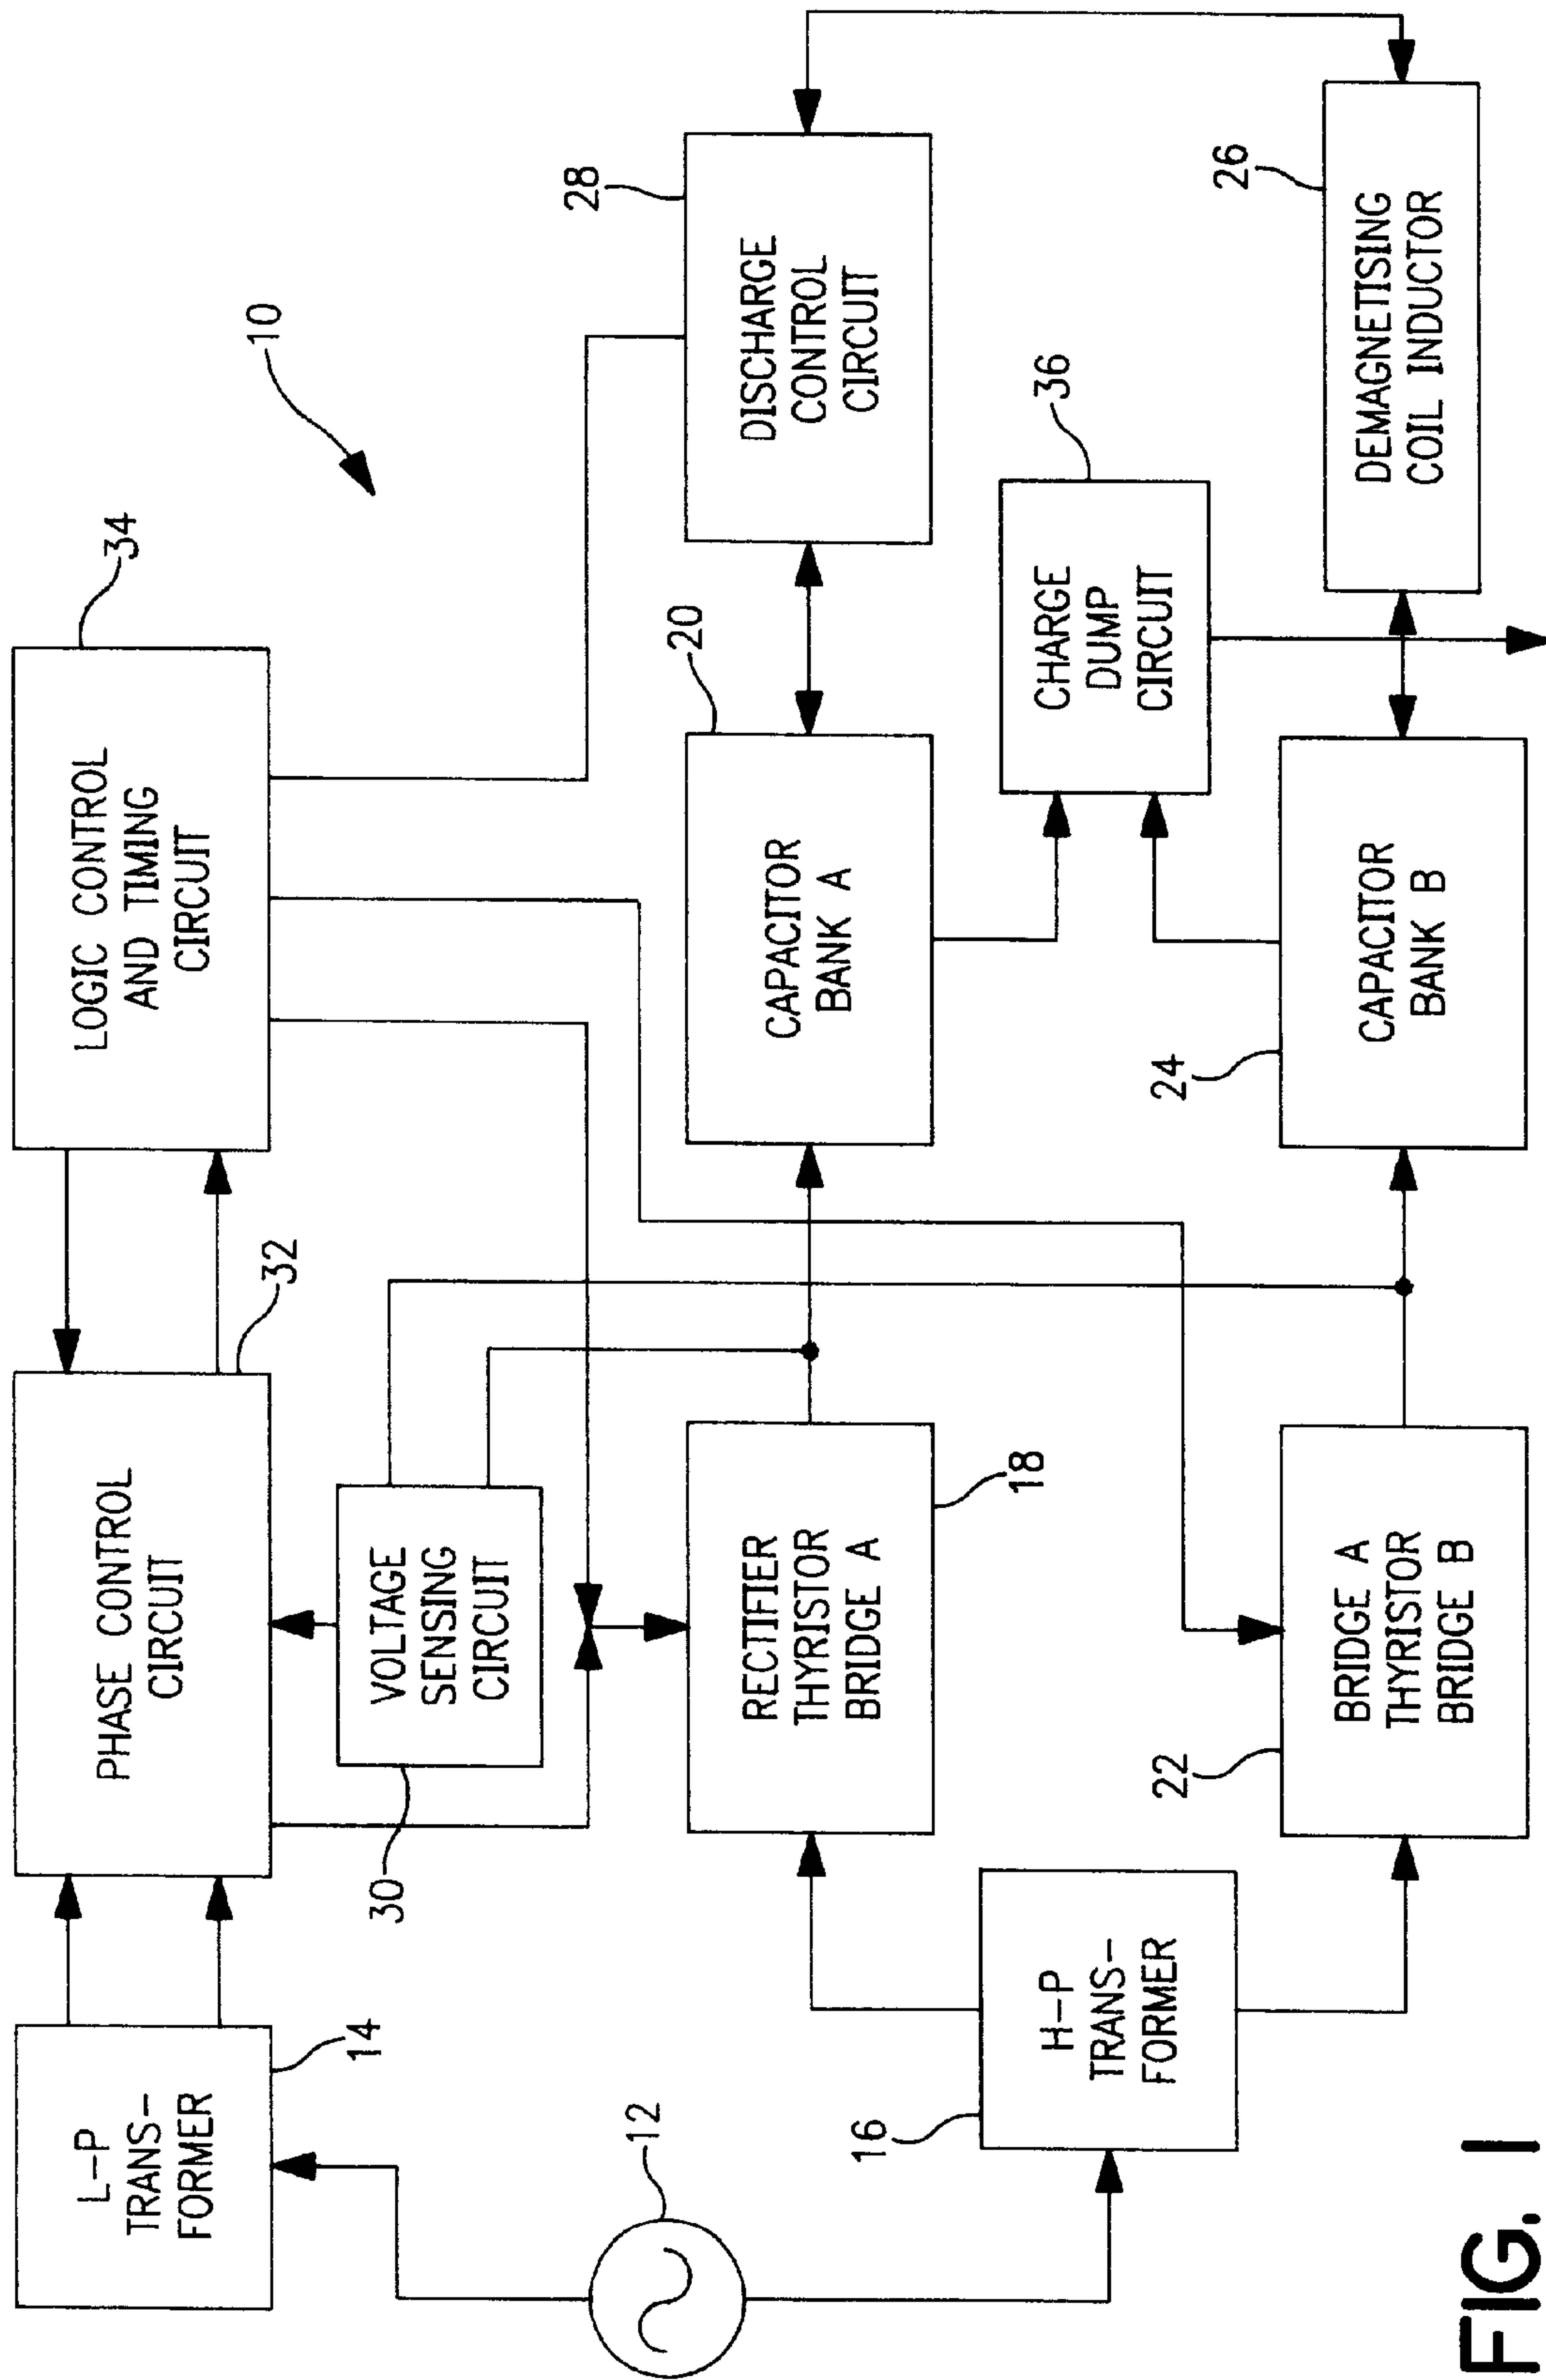 10
34
LOGIC CONTROL
AND TIMING
CIRCUIT
32
PHASE CONTROL
CIRCUIT
L-P
TRANS-
FORMER
14
VOLTAGE
SENSING
CIRCUIT
30
12
28
DISCHARGE
CONTROL
CIRCUIT
20
CAPACITOR
BANK A
RECTIFIER
THYRISTOR
BRIDGE A
18
36
CHARGE
DUMP
CIRCUIT
H-P
TRANS-
FORMER
16
26
DEMAGNETISING
COIL INDUCTOR
24
CAPACITOR
BANK B
22
BRIDGE A
THYRISTOR
BRIDGE B
FIG. 1